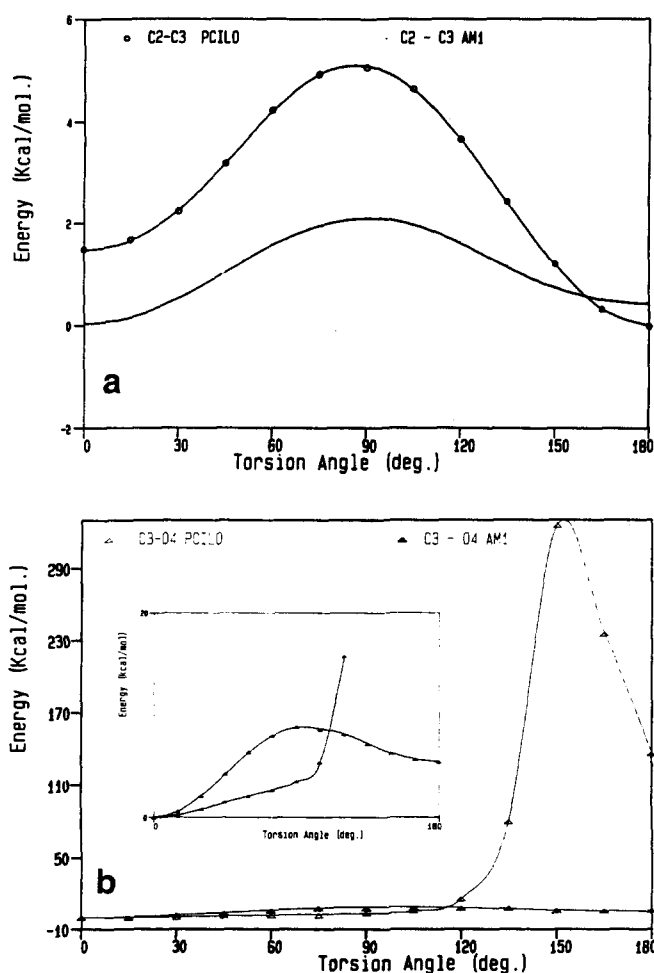 6
C2-C3 PCILO C2 - C3 AM1
4
2
0
-2
Energy (Kcal/mol.)
a
0 30 60 90 120 150 180
Torsion Angle (deg.)
C3-O4 PCILO C3 - O4 AM1
290
230
170
110
50
-10
Energy (Kcal/mol.)
20
0
Energy (Kcal/mol)
0 180
Torsion Angle (deg.)
b
0 30 60 90 120 150 180
Torsion Angle (deg.)